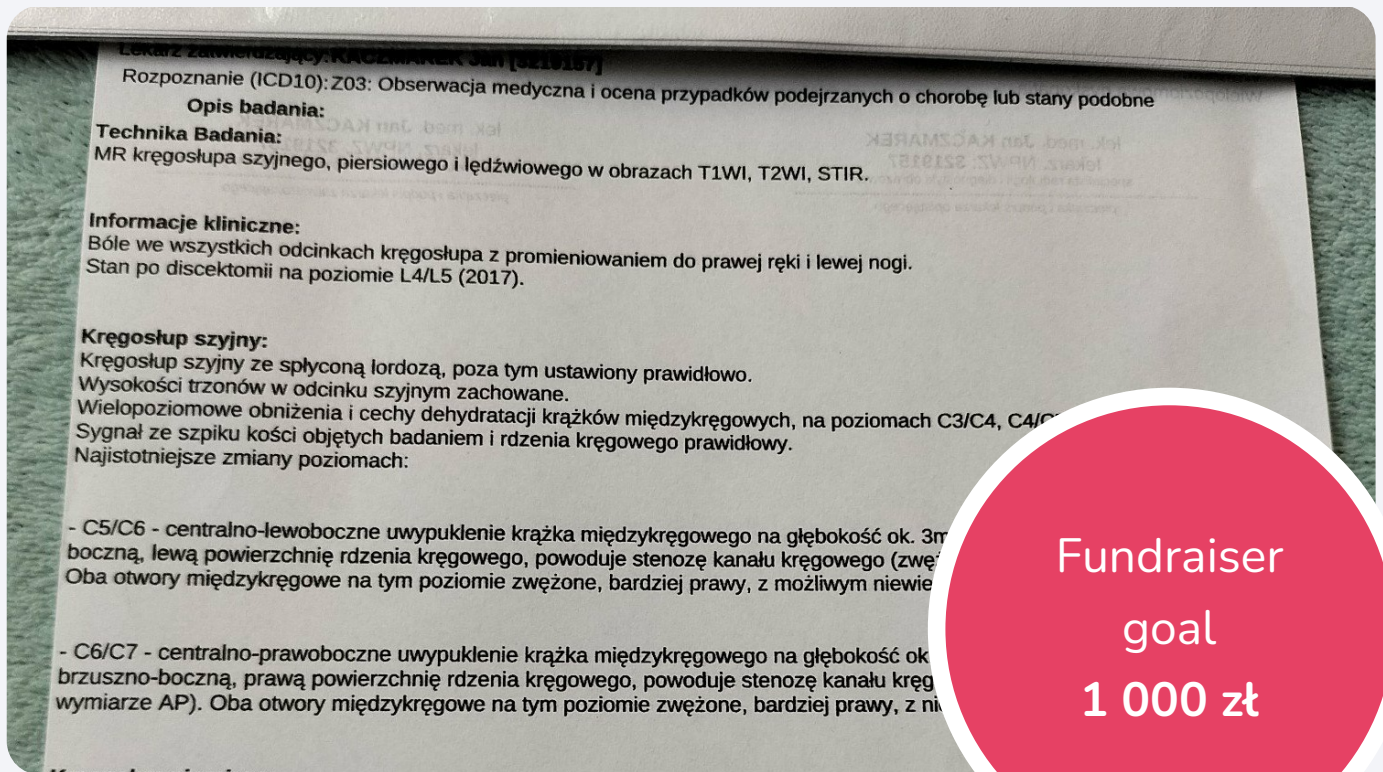 Lekarz zatwierdzający: KACZMAREK Jan [3219157]
Rozpoznanie (ICD10): Z03: Obserwacja medyczna i ocena przypadków podejrzanych o chorobę lub stany podobne
Opis badania:
Technika Badania:
MR kręgosłupa szyjnego, piersiowego i lędźwiowego w obrazach T1WI, T2WI, STIR.
Informacje kliniczne:
Bóle we wszystkich odcinkach kręgosłupa z promieniowaniem do prawej ręki i lewej nogi.
Stan po discektomii na poziomie L4/L5 (2017).
Kręgosłup szyjny:
Kręgosłup szyjny ze spłyconą lordozą, poza tym ustawiony prawidłowo.
Wysokości trzonów w odcinku szyjnym zachowane.
Wielopoziomowe obniżenia i cechy dehydratacji krążków międzykręgowych, na poziomach C3/C4,
Sygnał ze szpiku kości objętych badaniem i rdzenia kręgowego prawidłowy.
Najistotniejsze zmiany poziomach:
- C5/C6 - centralno-lewoboczne uwypuklenie krążka międzykręgowego na głębokość ok.
boczną, lewą powierzchnię rdzenia kręgowego, powoduje stenozę kanału kręgowego
Oba otwory międzykręgowe na tym poziomie zwężone, bardziej prawy, z możliwym
- C6/C7 - centralno-prawoboczne uwypuklenie krążka międzykręgowego na głębokość
brzuszno-boczną, prawą powierzchnię rdzenia kręgowego, powoduje stenozę kanału
wymiarze AP). Oba otwory międzykręgowe na tym poziomie zwężone, bardziej prawy, z
Fundraiser
goal
1 000 zł